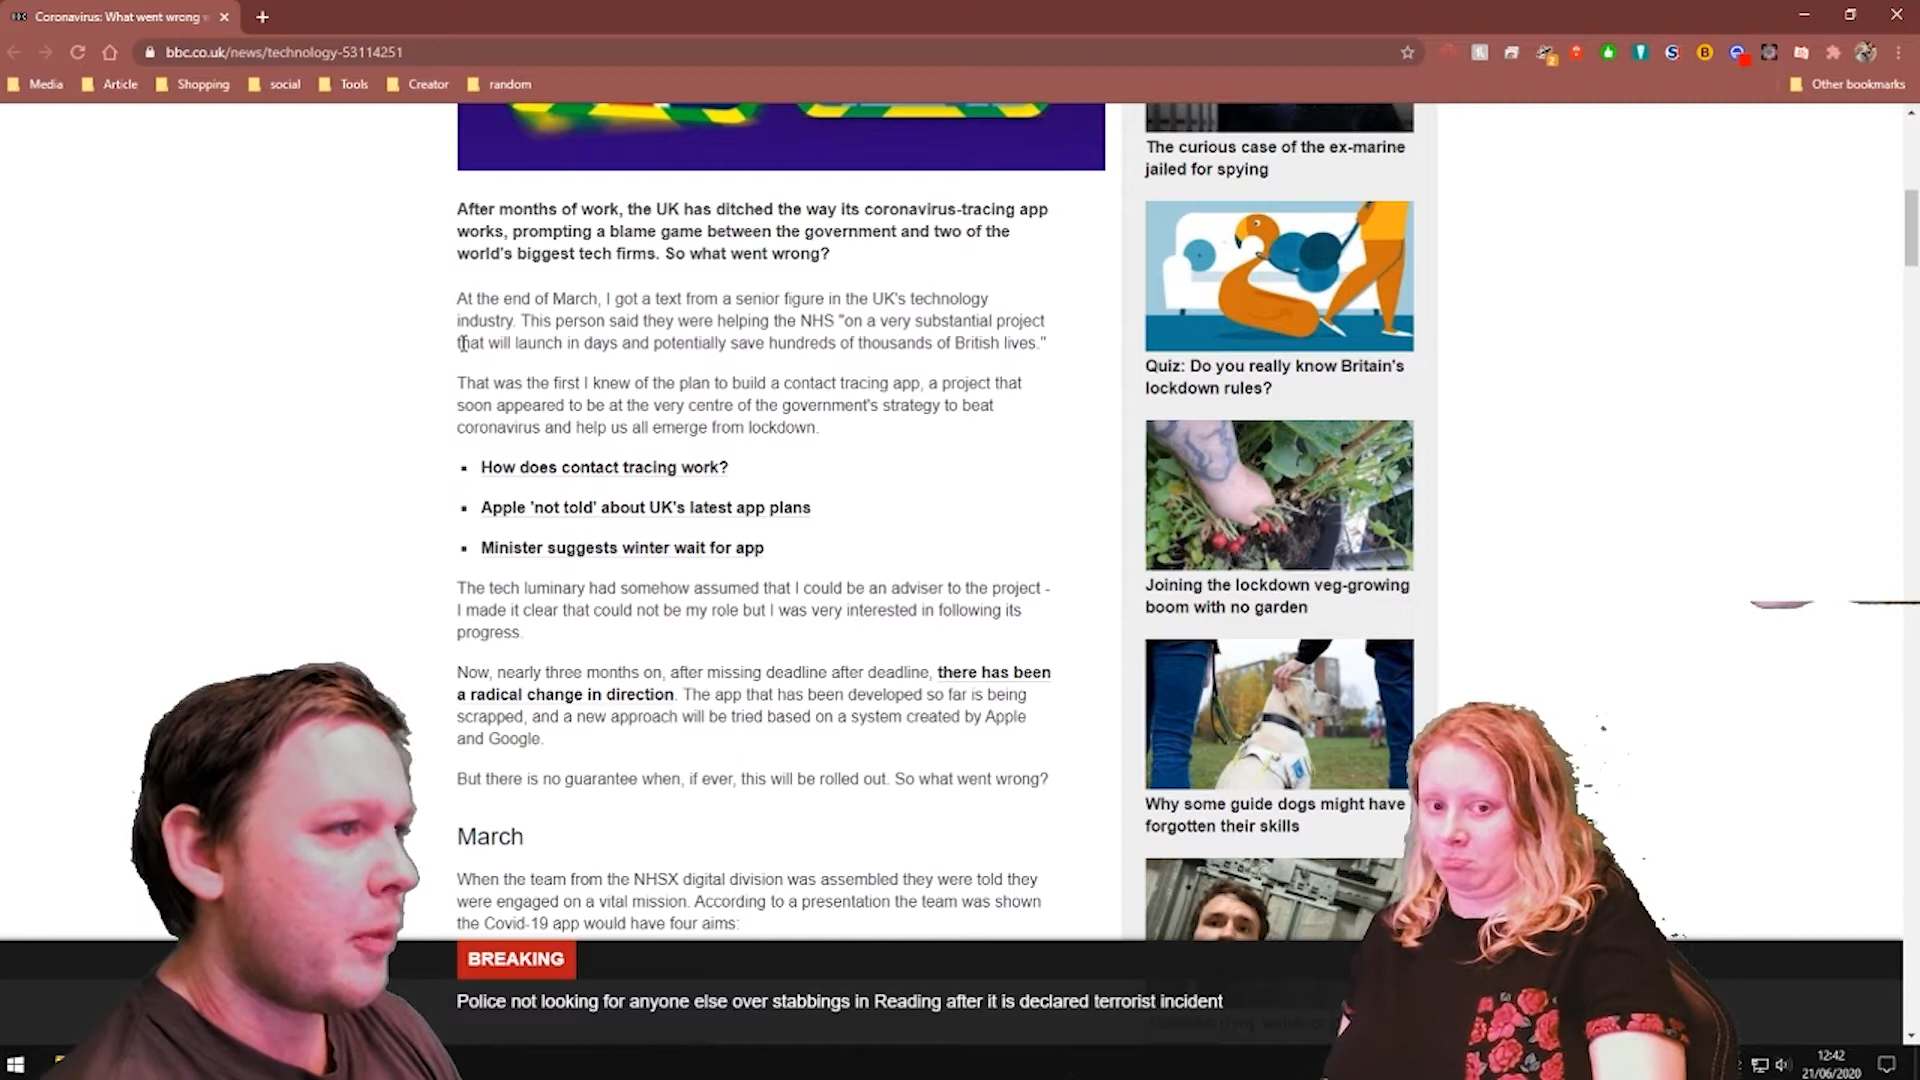 Coronavirus: What went wrong
bbc.co.uk/news/technology-53114251
Media
Article
Shopping
social
Tools
Creator
random
Other bookmarks
After months of work, the UK has ditched the way its coronavirus-tracing app
works, prompting a blame game between the government and two of the
world's biggest tech firms. So what went wrong?
At the end of March, I got a text from a senior figure in the UK's technology
industry. This person said they were helping the NHS "on a very substantial project
that will launch in days and potentially save hundreds of thousands of British lives."
That was the first I knew of the plan to build a contact tracing app, a project that
soon appeared to be at the very centre of the government's strategy to beat
coronavirus and help us all emerge from lockdown.
How does contact tracing work?
Apple 'not told' about UK's latest app plans
Minister suggests winter wait for app
The tech luminary had somehow assumed that I could be an adviser to the project -
I made it clear that could not be my role but I was very interested in following its
progress.
Now, nearly three months on, after missing deadline after deadline, there has been
a radical change in direction. The app that has been developed so far is being
scrapped, and a new approach will be tried based on a system created by Apple
and Google.
But there is no guarantee when, if ever, this will be rolled out. So what went wrong?
March
When the team from the NHSX digital division was assembled they were told they
were engaged on a vital mission. According to a presentation the team was shown
the Covid-19 app would have four aims:
The curious case of the ex-marine
jailed for spying
Quiz: Do you really know Britain's
lockdown rules?
Joining the lockdown veg-growing
boom with no garden
Why some guide dogs might have
forgotten their skills
BREAKING
Police not looking for anyone else over stabbings in Reading after it is declared terrorist incident
12:42
21/06/2020